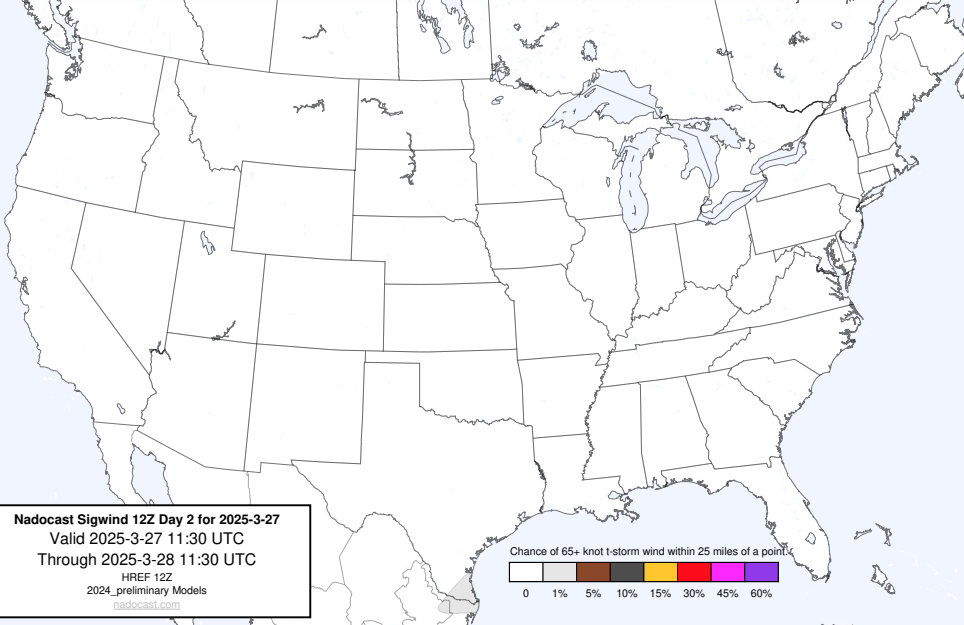 Nadocast Sigwind 12Z Day 2 for 2025-3-27
Valid 2025-3-27 11:30 UTC
Through 2025-3-28 11:30 UTC
HREF 12Z
2024_preliminary Models
nadocast.com
Chance of 65+ knot t-storm wind within 25 miles of a point.
0 1% 5% 10% 15% 30% 45% 60%